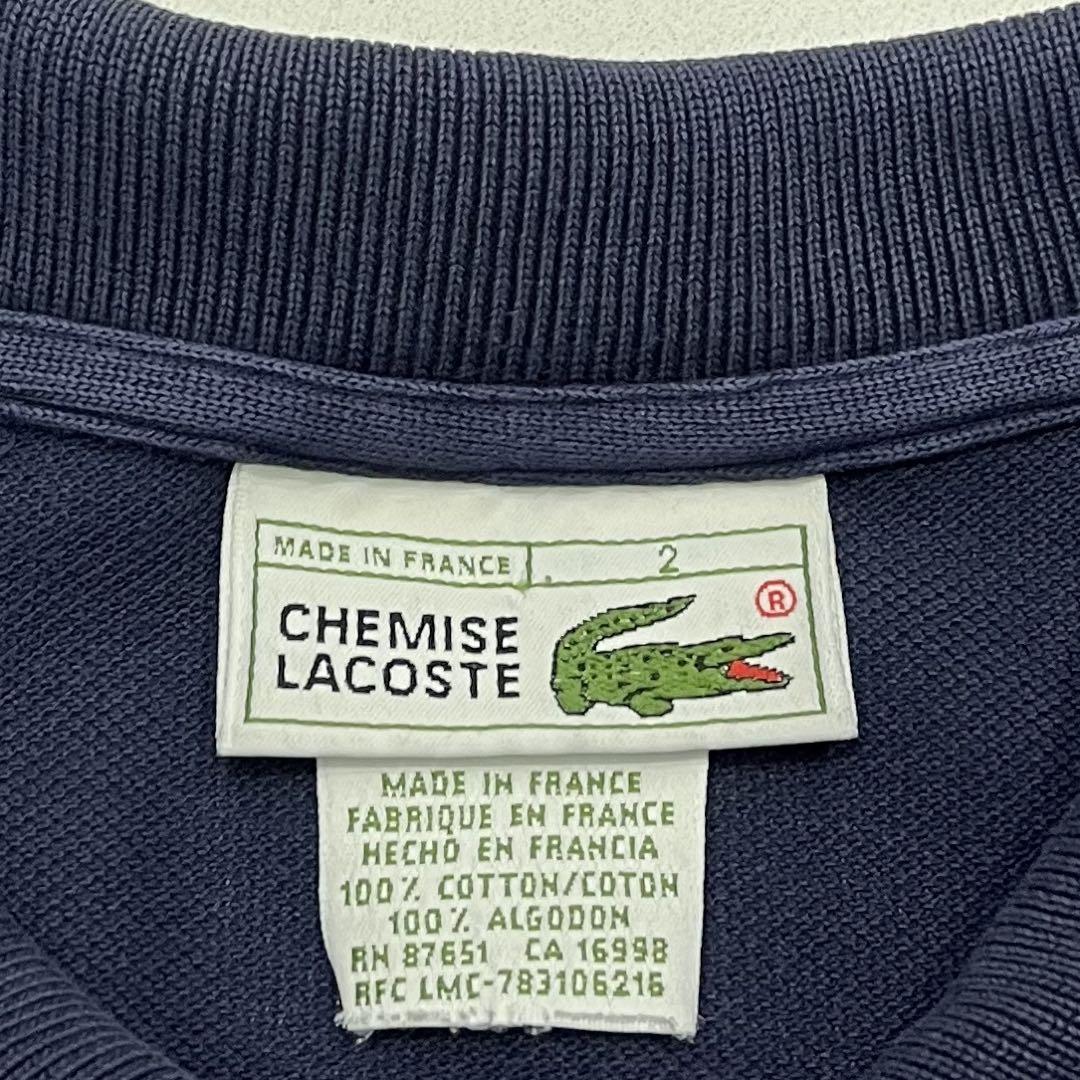 MADE IN FRANCE 2
CHEMISE ®
LACOSTE
MADE IN FRANCE
FABRIQUE EN FRANCE
HECHO EN FRANCIA
100% COTTON/COTON
100% ALGODON
RN 87651 CA 16998
RFC LMC-783106216